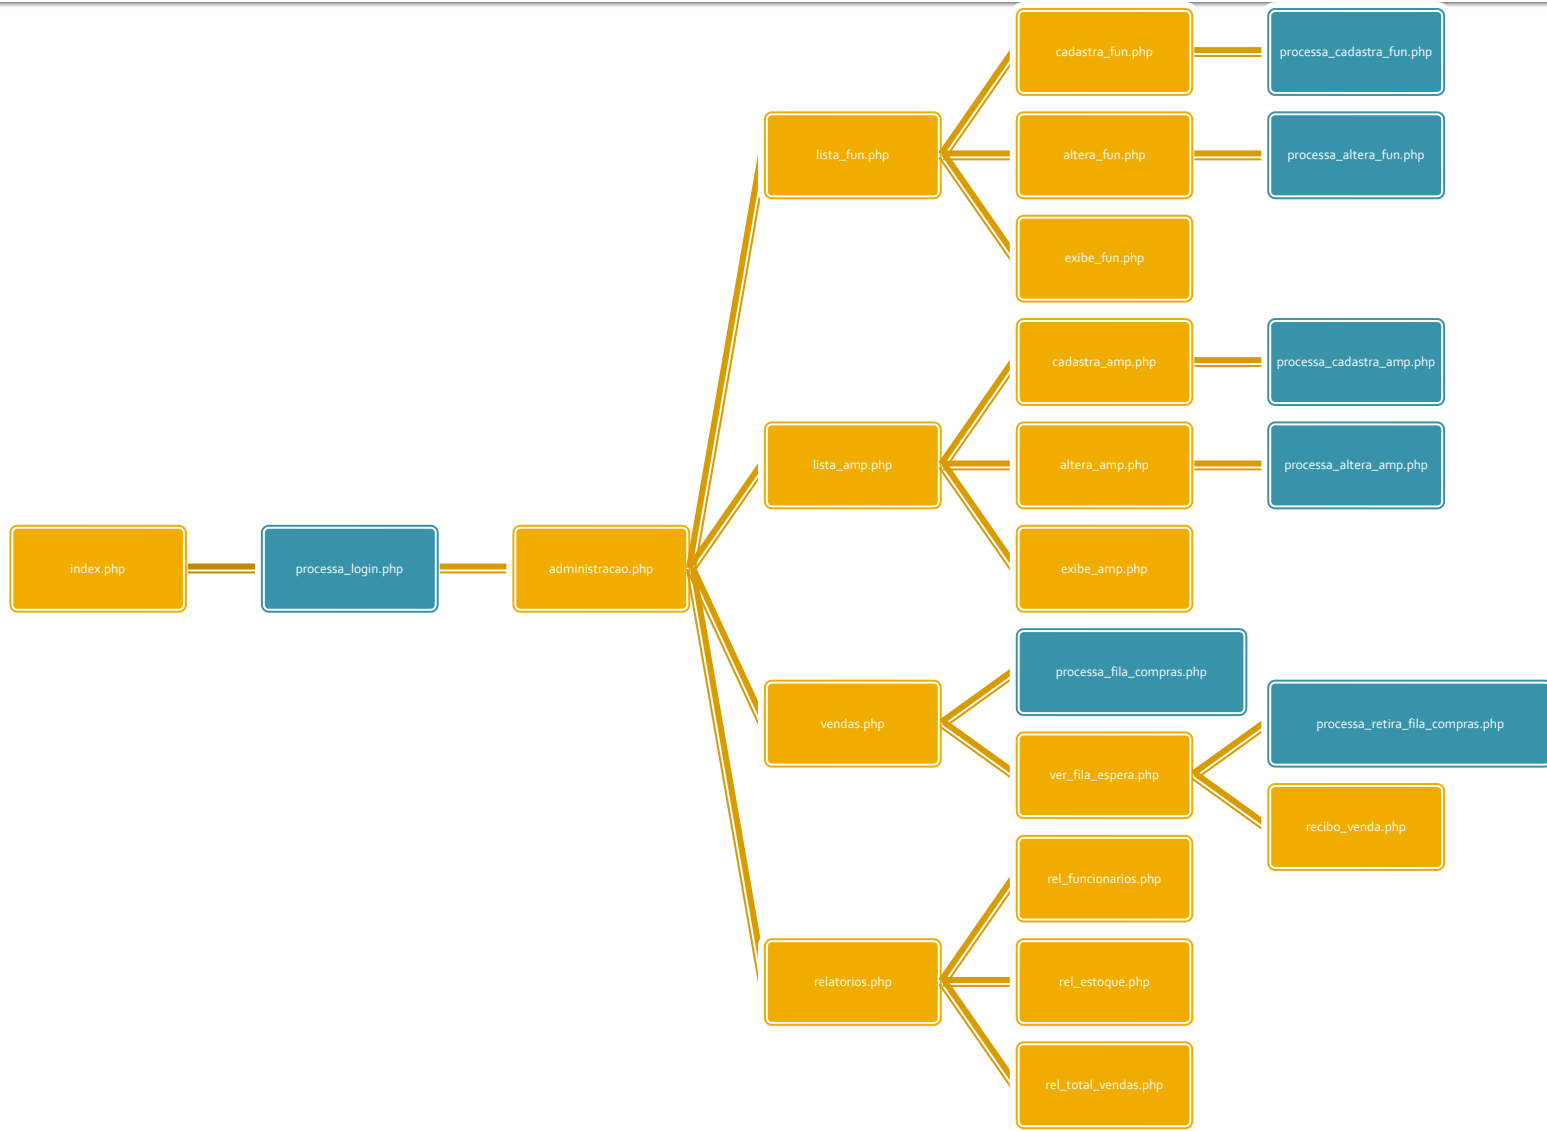 index.php
processa_login.php
administracao.php
lista_fun.php
cadastra_fun.php
processa_cadastra_fun.php
altera_fun.php
processa_altera_fun.php
exibe_fun.php
lista_amp.php
cadastra_amp.php
processa_cadastra_amp.php
altera_amp.php
processa_altera_amp.php
exibe_amp.php
vendas.php
processa_fila_compras.php
ver_fila_espera.php
processa_retira_fila_compras.php
recibo_venda.php
relatorios.php
rel_funcionarios.php
rel_estoque.php
rel_total_vendas.php